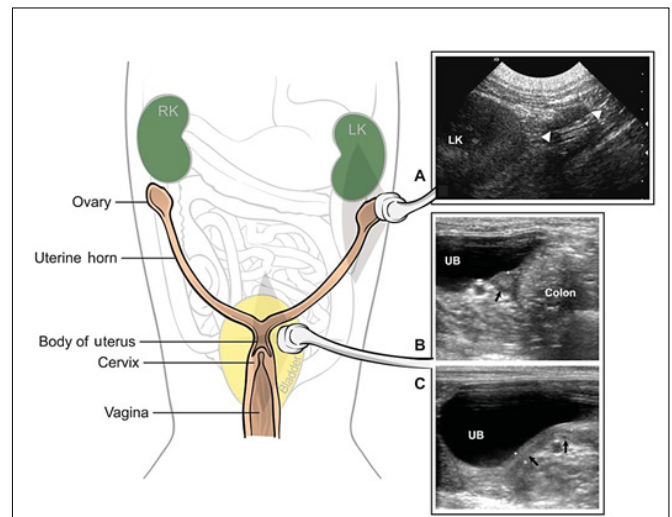 RK
LK
Ovary
Uterine horn
Body of uterus
Cervix
Vagina
Bladder
A
LK
B
UB
Colon
C
UB